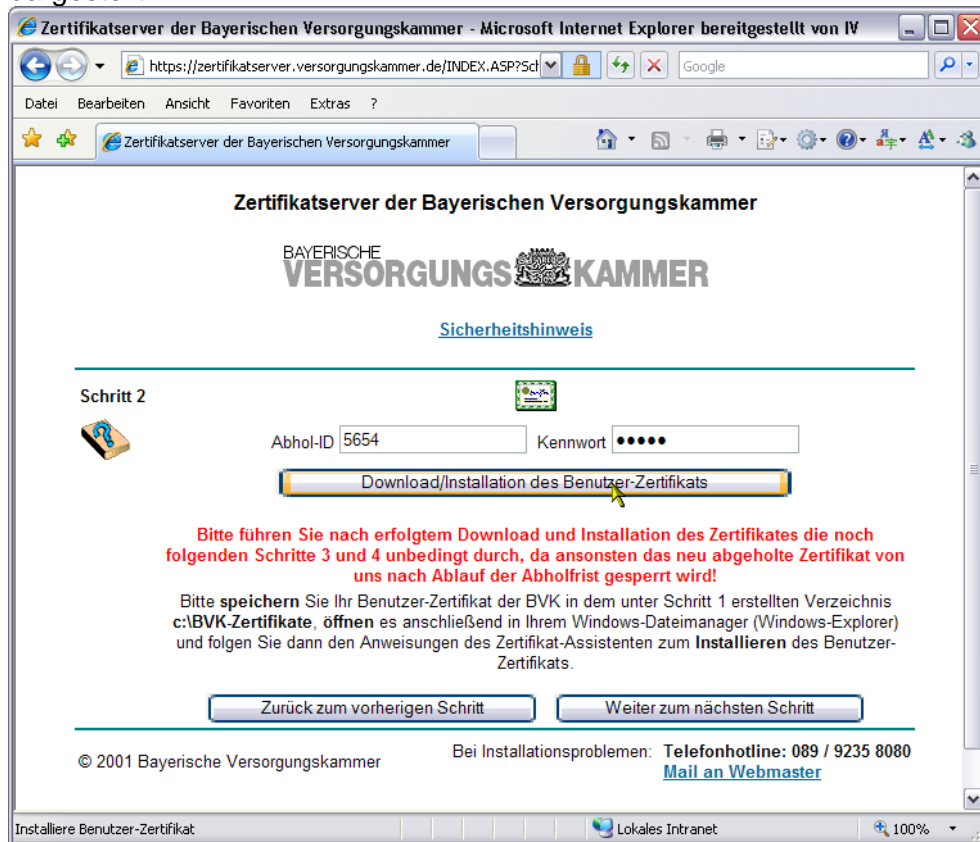 Zertifikatserver der Bayerischen Versorgungskammer - Microsoft Internet Explorer bereitgestellt von IV
https://zertifikatserver.versorgungskammer.de/INDEX.ASP?Sch
Google
Datei Bearbeiten Ansicht Favoriten Extras ?
Zertifikatserver der Bayerischen Versorgungskammer
Zertifikatserver der Bayerischen Versorgungskammer
BAYERISCHE
VERSORGUNGS KAMMER
Sicherheitshinweis
Schritt 2
Abhol-ID 5654 Kennwort •••••
Download/Installation des Benutzer-Zertifikats
Bitte führen Sie nach erfolgtem Download und Installation des Zertifikates die noch
folgenden Schritte 3 und 4 unbedingt durch, da ansonsten das neu abgeholte Zertifikat von
uns nach Ablauf der Abholfrist gesperrt wird!
Bitte speichern Sie Ihr Benutzer-Zertifikat der BVK in dem unter Schritt 1 erstellten Verzeichnis
c:\BVK-Zertifikate, öffnen es anschließend in Ihrem Windows-Dateimanager (Windows-Explorer)
und folgen Sie dann den Anweisungen des Zertifikat-Assistenten zum Installieren des Benutzer-
Zertifikats.
Zurück zum vorherigen Schritt Weiter zum nächsten Schritt
© 2001 Bayerische Versorgungskammer Bei Installationsproblemen: Telefonhotline: 089 / 9235 8080
Mail an Webmaster
Installiere Benutzer-Zertifikat Lokales Intranet 100%